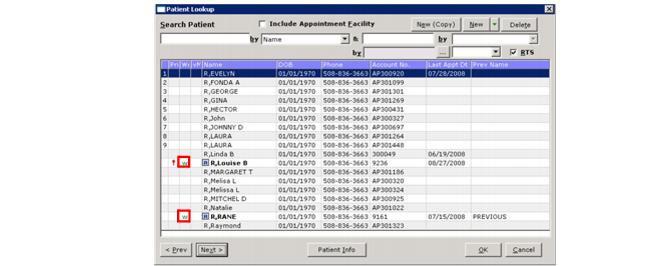 Patient Lookup
Search Patient Include Appointment Facility New (Copy) New Delete
by Name & by
by ... RTS
Pri We Name DOB Phone Account No. Last Appt Dt Prev Name
1 R,EVELYN 01/01/1970 508-836-3663 AP300920 07/28/2008
2 R,FONDA A 01/01/1970 508-836-3663 AP301099
3 R,GEORGE 01/01/1970 508-836-3663 AP301301
4 R,GINA 01/01/1970 508-836-3663 AP301269
5 R,HECTOR 01/01/1970 508-836-3663 AP300431
6 R,John 01/01/1970 508-836-3663 AP300327
7 R,JOHNNY D 01/01/1970 508-836-3663 AP300697
8 R,LAURA 01/01/1970 508-836-3663 AP301264
9 R,LAURA 01/01/1970 508-836-3663 AP301448
R,Linda B 01/01/1970 508-836-3663 300049 06/19/2008
! w R,Louise B 01/01/1970 508-836-3663 9236 08/27/2008
R,MARGARET T 01/01/1970 508-836-3663 AP301186
R,Melisa L 01/01/1970 508-836-3663 AP300320
R,Melissa L 01/01/1970 508-836-3663 AP300324
R,MITCHEL D 01/01/1970 508-836-3663 AP300925
R,Natalie 01/01/1970 508-836-3663 AP301022
w R,RANE 01/01/1970 508-836-3663 9161 07/15/2008 PREVIOUS
R,Raymond 01/01/1970 508-836-3663 AP301323
< Prev Next > Patient Info OK Cancel